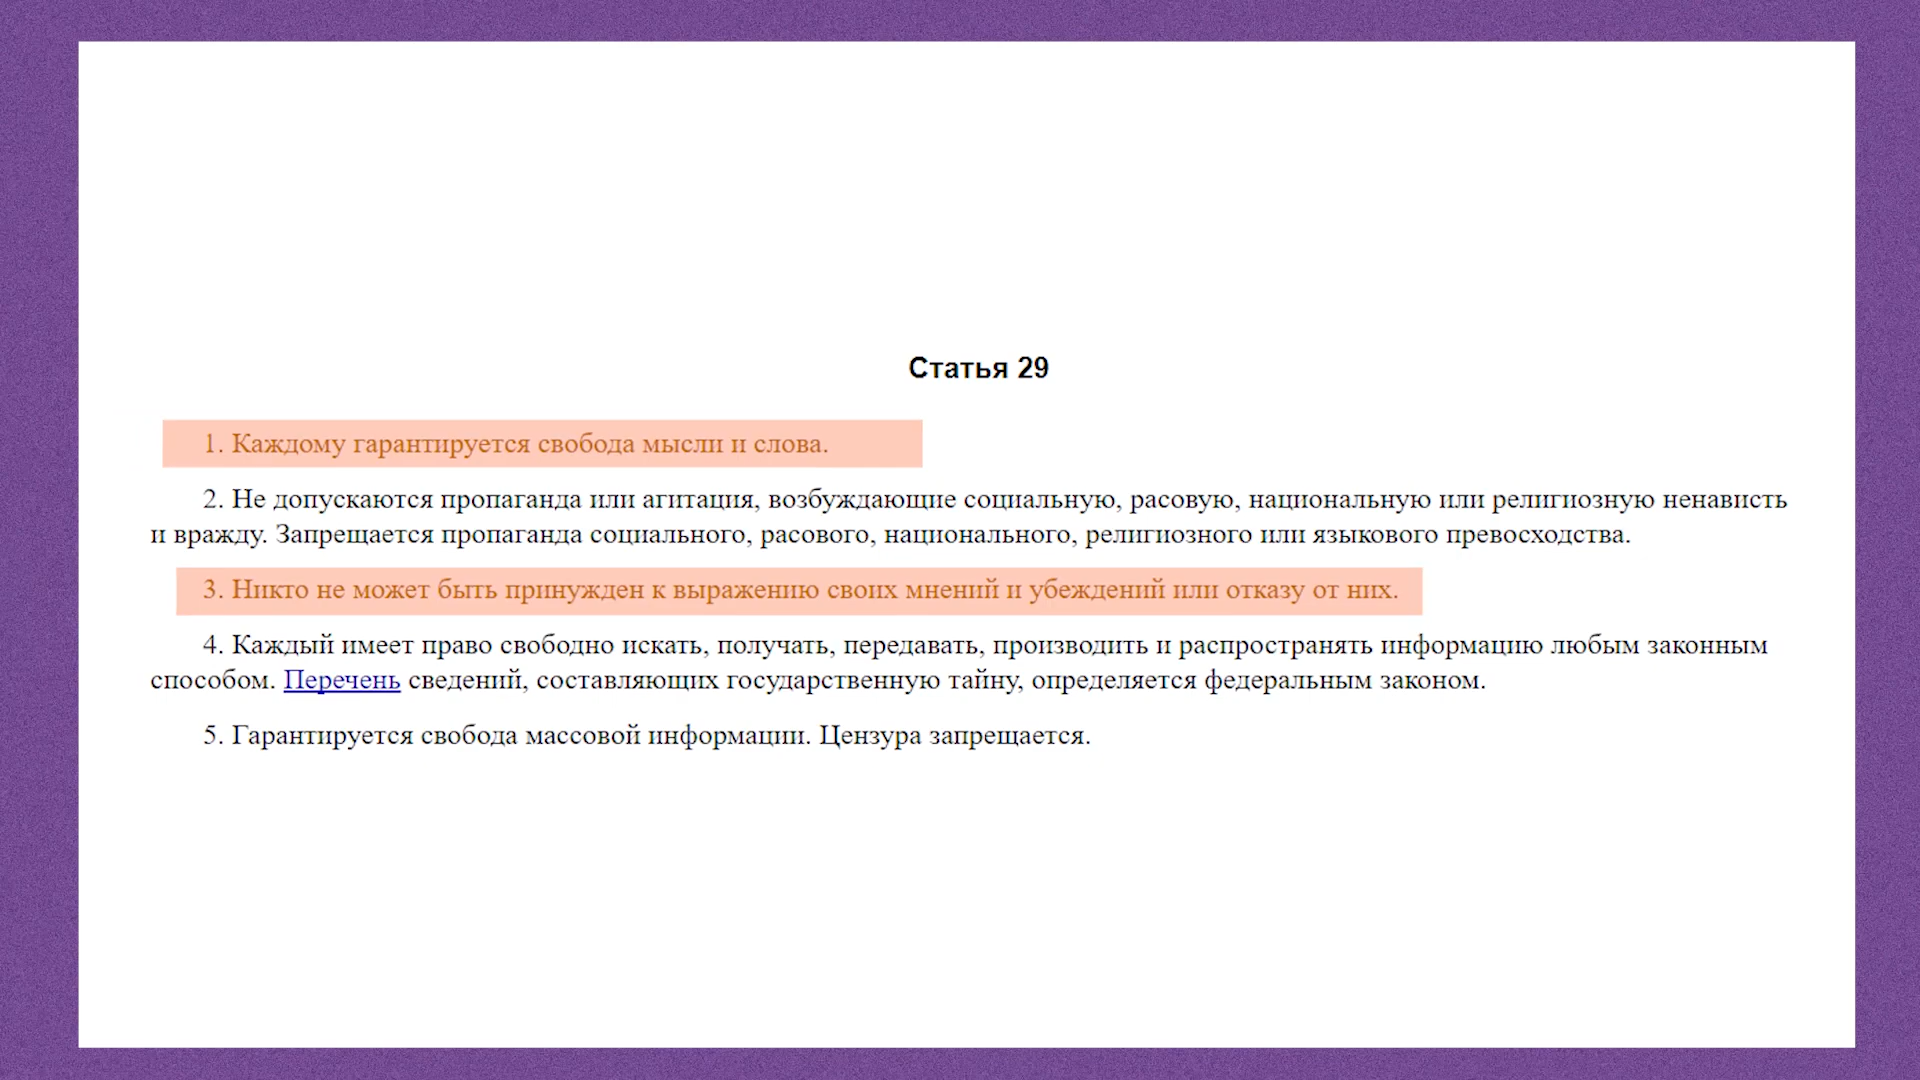 Статья 29
1. Каждому гарантируется свобода мысли и слова.
2. Не допускаются пропаганда или агитация, возбуждающие социальную, расовую, национальную или религиозную ненависть
и вражду. Запрещается пропаганда социального, расового, национального, религиозного или языкового превосходства.
3. Никто не может быть принужден к выражению своих мнений и убеждений или отказу от них.
4. Каждый имеет право свободно искать, получать, передавать, производить и распространять информацию любым законным
способом. Перечень сведений, составляющих государственную тайну, определяется федеральным законом.
5. Гарантируется свобода массовой информации. Цензура запрещается.